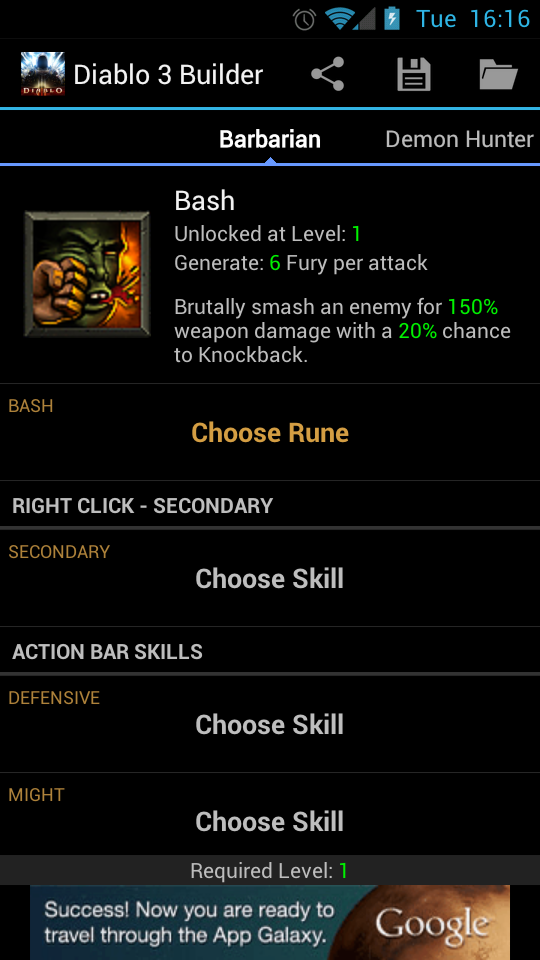 Tue 16:16
DIABLO
Diablo 3 Builder
Barbarian
Demon Hunter
Bash
Unlocked at Level: 1
Generate: 6 Fury per attack
Brutally smash an enemy for 150%
weapon damage with a 20% chance
to Knockback.
BASH
Choose Rune
RIGHT CLICK - SECONDARY
SECONDARY
Choose Skill
ACTION BAR SKILLS
DEFENSIVE
Choose Skill
MIGHT
Choose Skill
Required Level: 1
Success! Now you are ready to
travel through the App Galaxy.
Google